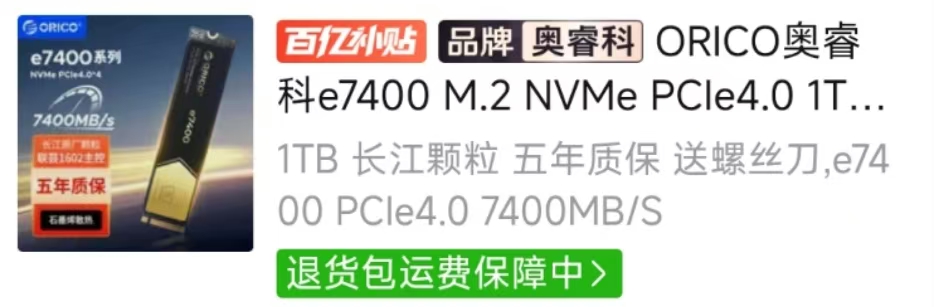 ORICO
e7400系列
NVMe PCIe4.0*4
7400MB/s
长江原厂颗粒
联芸1602主控
五年质保
石墨烯散热
ORICO
e7400
百亿补贴 品牌 奥睿科 ORICO奥睿
科e7400 M.2 NVMe PCIe4.0 1T...
1TB 长江颗粒 五年质保 送螺丝刀,e74
00 PCIe4.0 7400MB/S
退货包运费保障中>